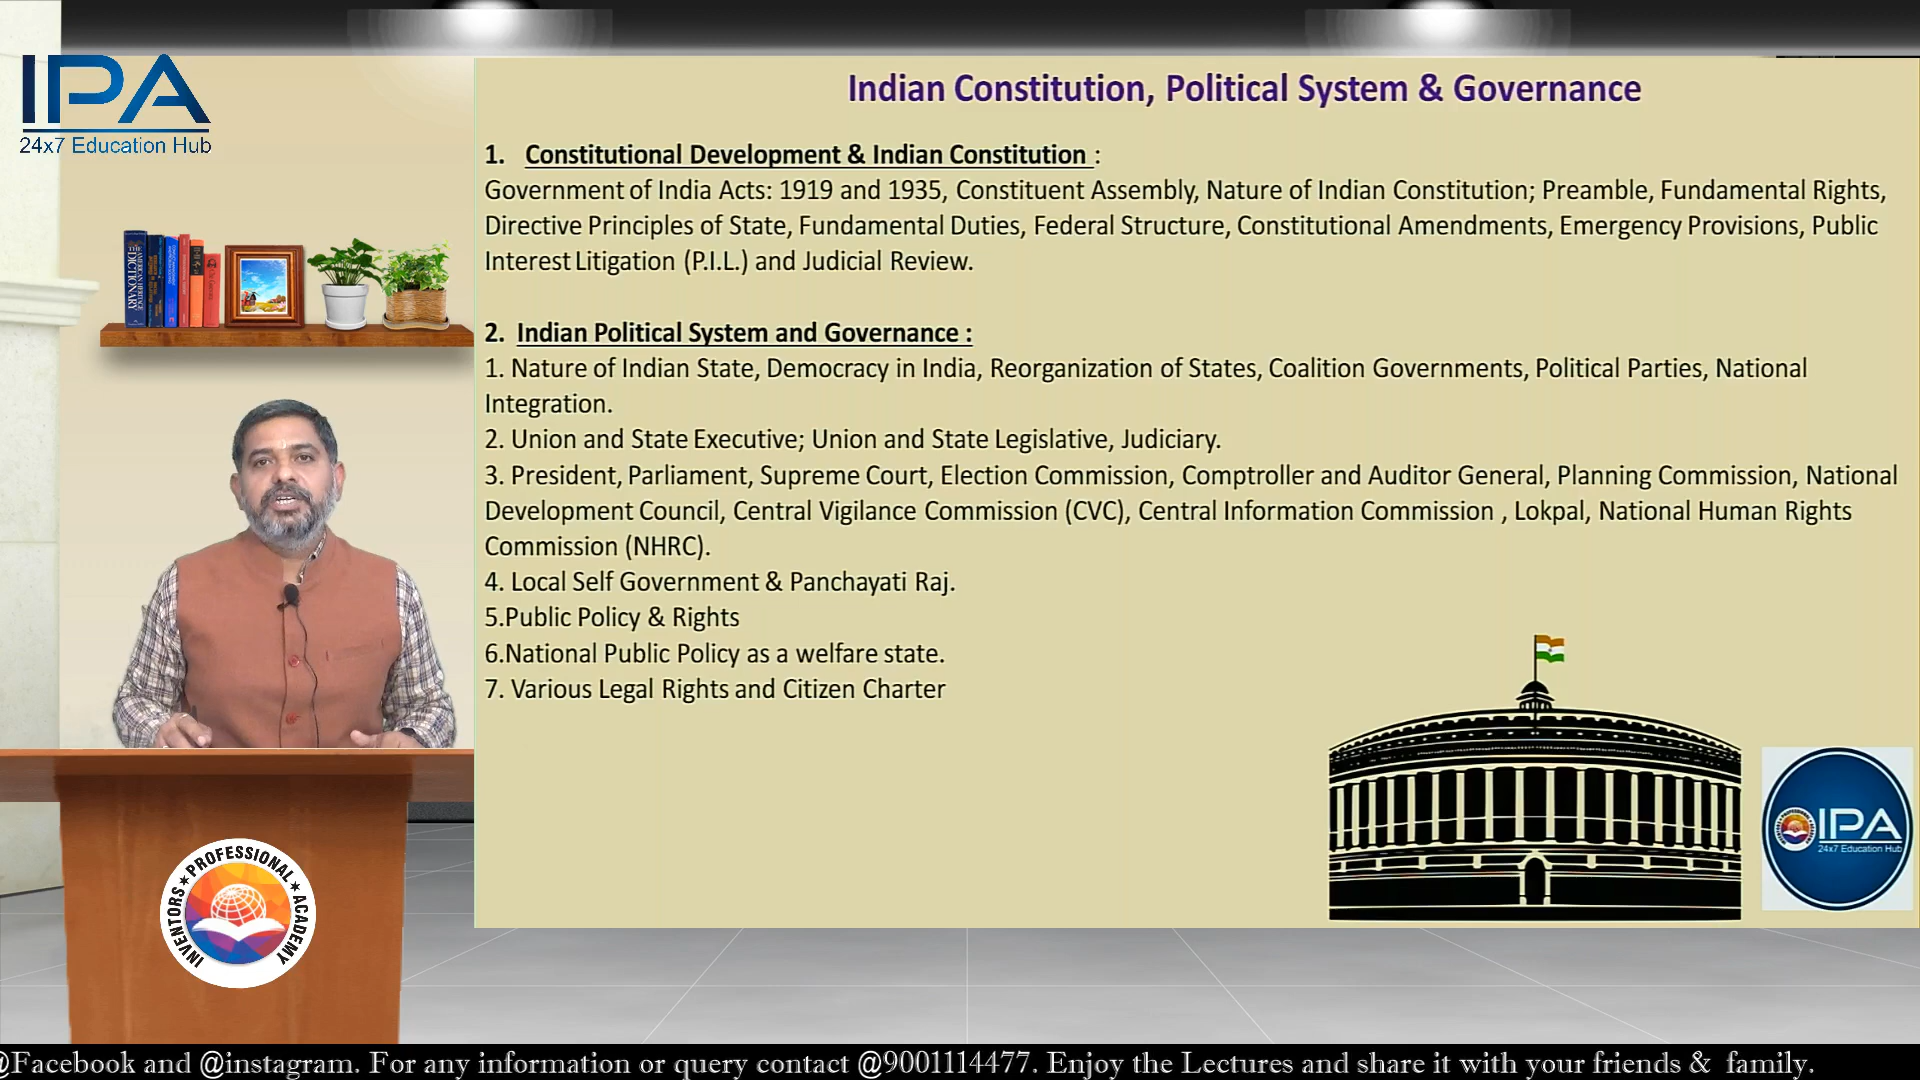 IPA
24x7 Education Hub
Indian Constitution, Political System & Governance
1. Constitutional Development & Indian Constitution :
Government of India Acts: 1919 and 1935, Constituent Assembly, Nature of Indian Constitution; Preamble, Fundamental Rights,
Directive Principles of State, Fundamental Duties, Federal Structure, Constitutional Amendments, Emergency Provisions, Public
Interest Litigation (P.I.L.) and Judicial Review.
2. Indian Political System and Governance :
1. Nature of Indian State, Democracy in India, Reorganization of States, Coalition Governments, Political Parties, National
Integration.
2. Union and State Executive; Union and State Legislative, Judiciary.
3. President, Parliament, Supreme Court, Election Commission, Comptroller and Auditor General, Planning Commission, National
Development Council, Central Vigilance Commission (CVC), Central Information Commission , Lokpal, National Human Rights
Commission (NHRC).
4. Local Self Government & Panchayati Raj.
5.Public Policy & Rights
6.National Public Policy as a welfare state.
7. Various Legal Rights and Citizen Charter
DICTIONARY
IPA
24x7 Education Hub
INVENTORS ★ PROFESSIONAL ★ ACADEMY
@Facebook and @instagram. For any information or query contact @9001114477. Enjoy the Lectures and share it with your friends & family.